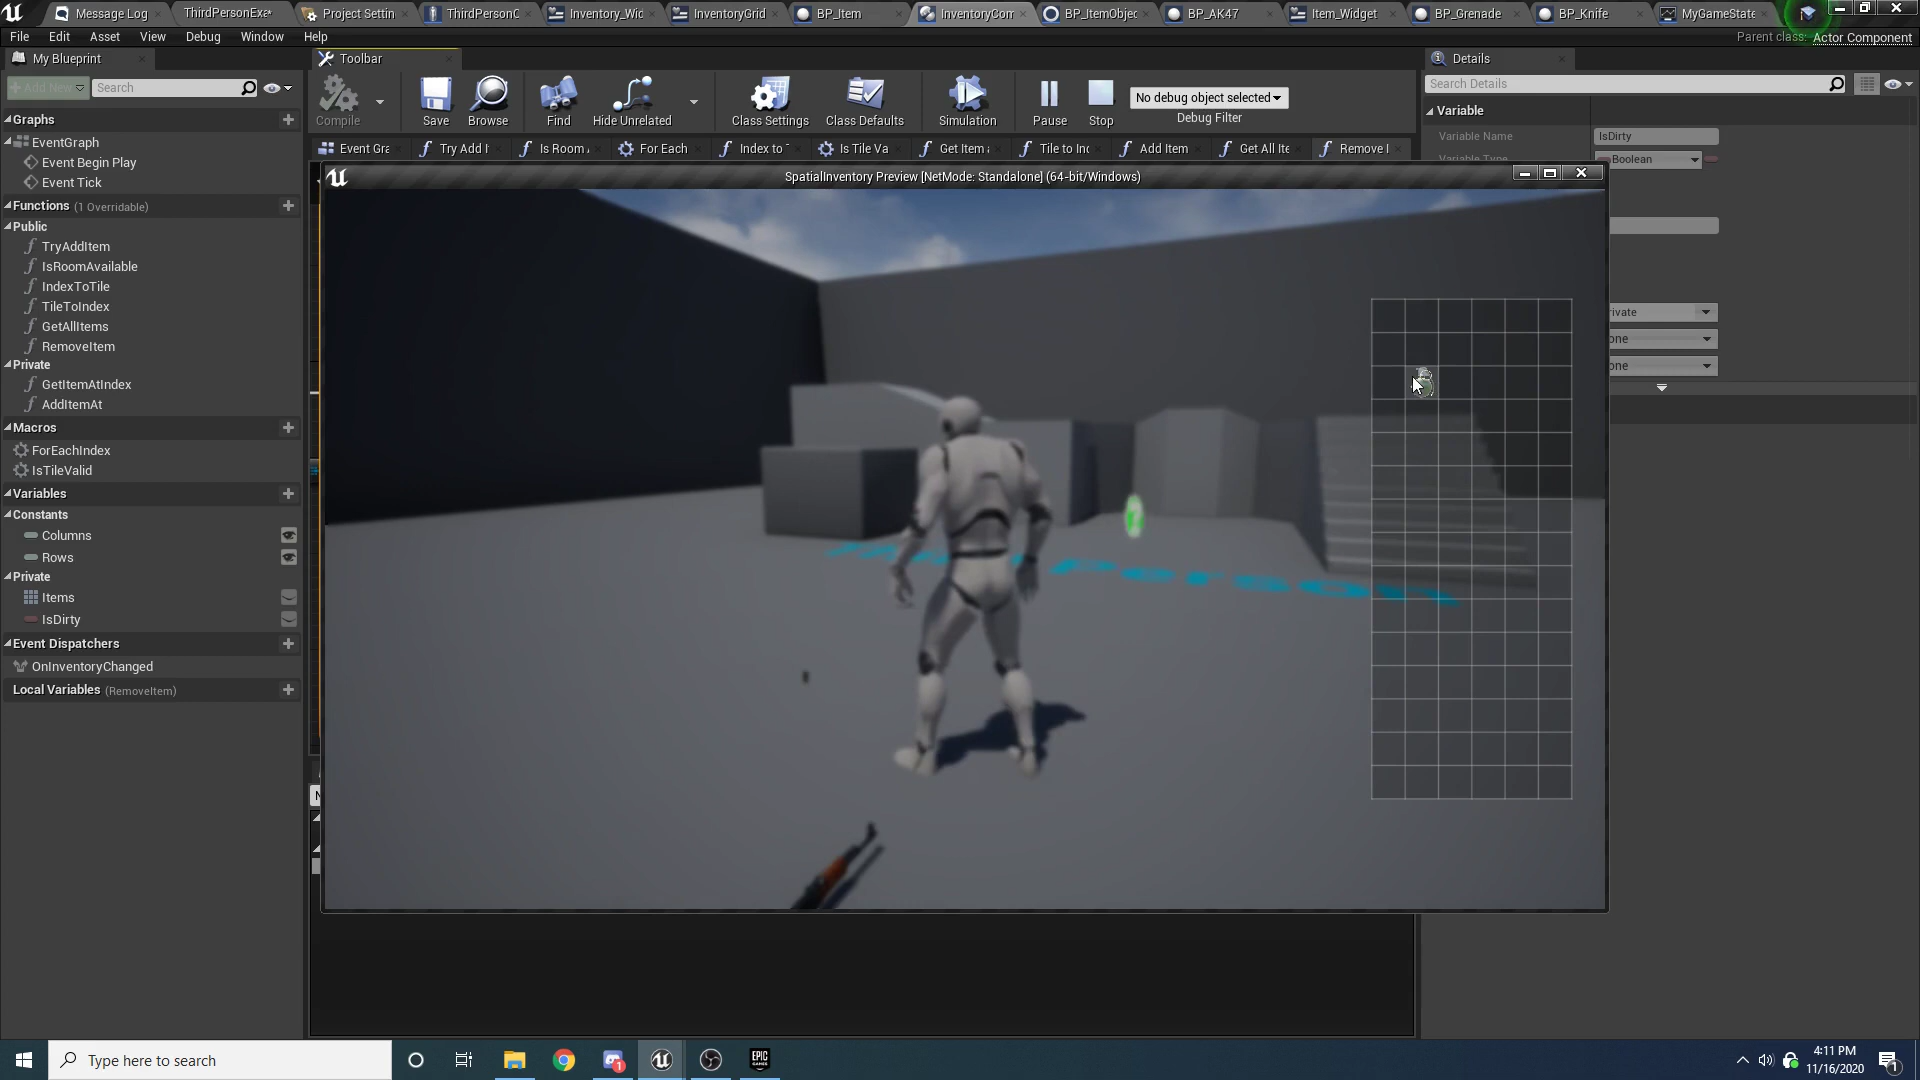 Message Log
ThirdPersonExa*
Project Settin
ThirdPersonC
Inventory_Wid
InventoryGrid
BP_Item
InventoryCom
BP_ItemObjec
BP_AK47
Item_Widget
BP_Grenade
BP_Knife
MyGameState
File
Edit
Asset
View
Debug
Window
Help
Parent class: Actor Component
My Blueprint
Toolbar
Details
Add New
Search
Compile
Save
Browse
Find
Hide Unrelated
Class Settings
Class Defaults
Simulation
Pause
Stop
No debug object selected
Debug Filter
Search Details
Variable
Variable Name
IsDirty
Variable Type
Boolean
Graphs
EventGraph
Event Begin Play
Event Tick
Functions (1 Overridable)
Public
TryAddItem
IsRoomAvailable
IndexToTile
TileToIndex
GetAllItems
RemoveItem
Private
GetItemAtIndex
AddItemAt
Macros
ForEachIndex
IsTileValid
Variables
Constants
Columns
Rows
Private
Items
IsDirty
Event Dispatchers
OnInventoryChanged
Local Variables (RemoveItem)
Event Gra
Try Add I
Is Room
For Each
Index to
Is Tile Va
Get Item
Tile to Ind
Add Item
Get All Ite
Remove I
SpatialInventory Preview [NetMode: Standalone] (64-bit/Windows)
rivate
one
one
Person
Type here to search
EPIC GAMES
4:11 PM
11/16/2020